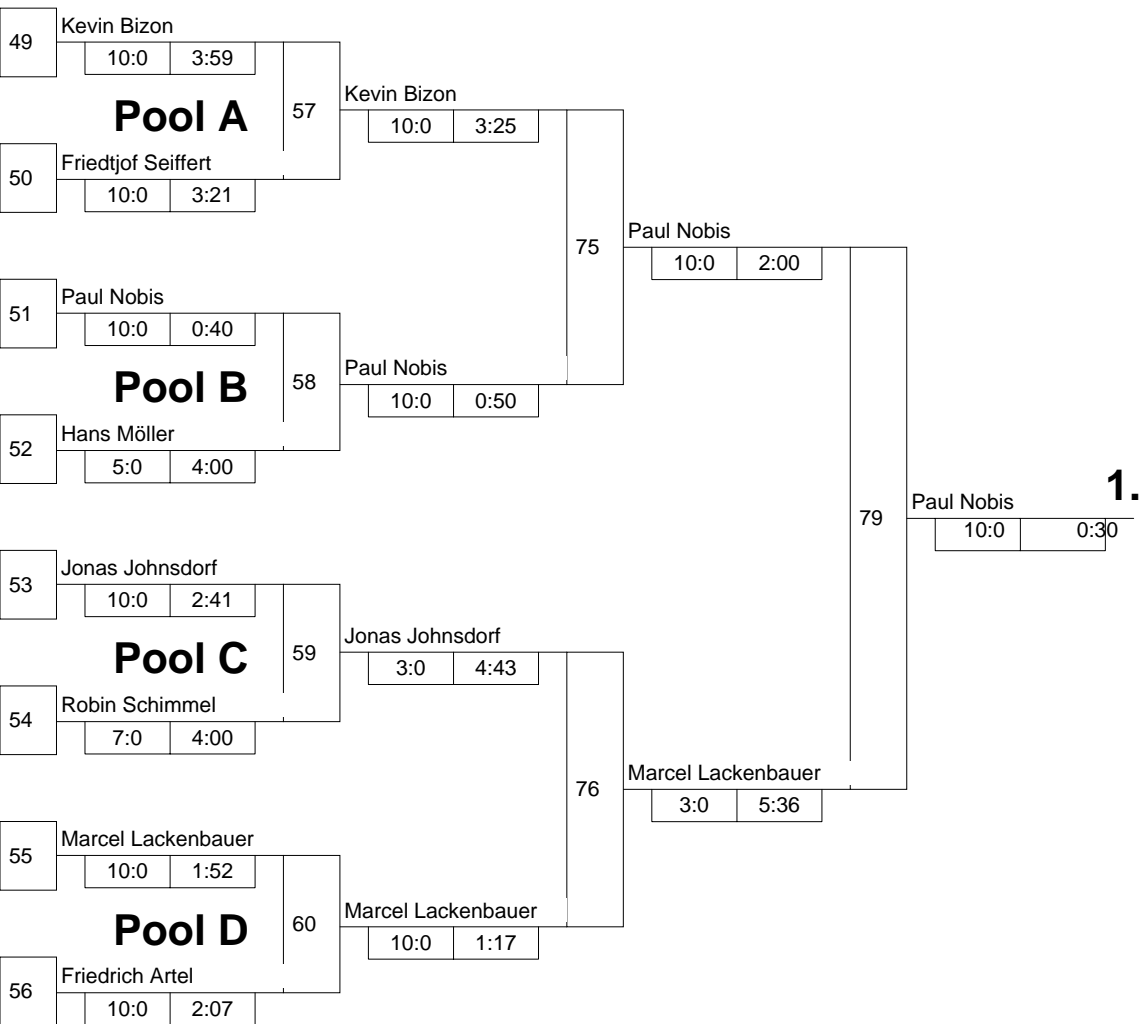 Kevin Bizon
49
10:0 3:59
Kevin Bizon
Pool A 57
10:0 3:25
Friedtjof Seiffert
50
10:0 3:21
Paul Nobis
75
10:0 2:00
Paul Nobis
51
10:0 0:40
Paul Nobis
Pool B 58
10:0 0:50
Hans Möller
52
5:0 4:00
1.
Paul Nobis
79
10:0 0:30
Jonas Johnsdorf
53
10:0 2:41
Jonas Johnsdorf
Pool C 59
3:0 4:43
Robin Schimmel
54
7:0 4:00
Marcel Lackenbauer
76
3:0 5:36
Marcel Lackenbauer
55
10:0 1:52
Marcel Lackenbauer
Pool D 60
10:0 1:17
Friedrich Artel
56
10:0 2:07